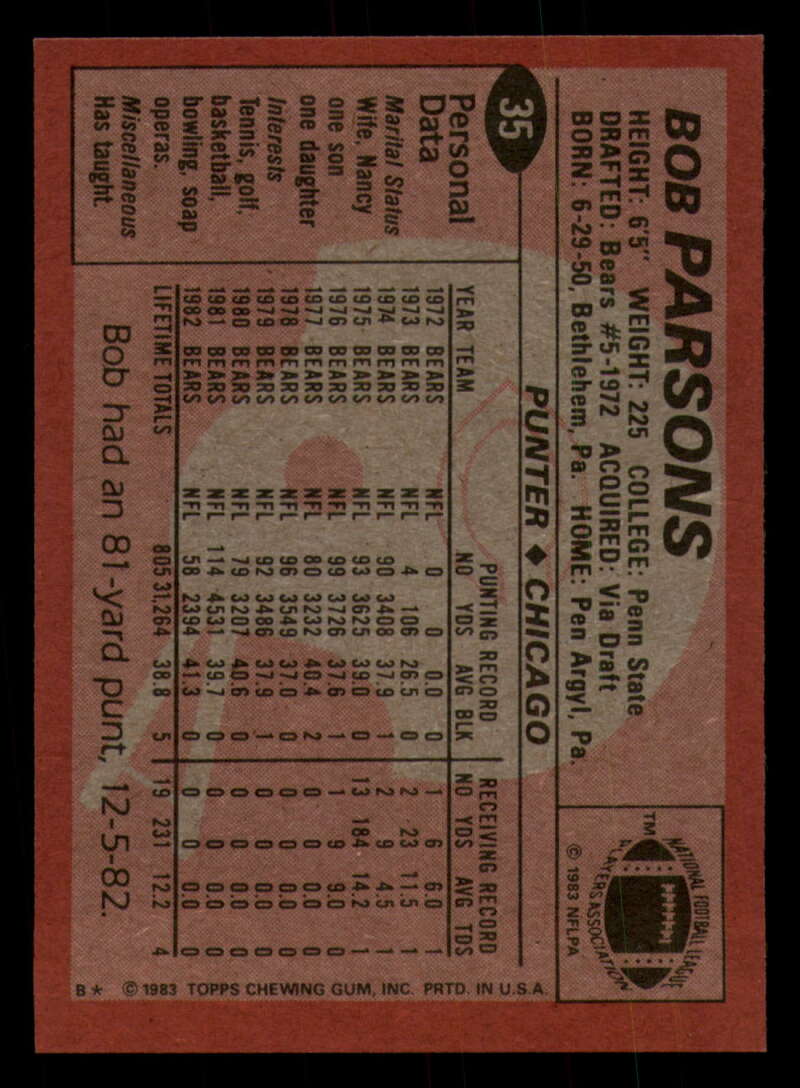 BOB PARSONS
HEIGHT: 6'5" WEIGHT: 225 COLLEGE: Penn State
DRAFTED: Bears #5-1972 ACQUIRED: Via Draft
BORN: 6-29-50, Bethlehem, Pa. HOME: Pen Argyl, Pa.
NATIONAL FOOTBALL LEAGUE
PLAYERS ASSOCIATION
TM
© 1983 NFLPA
35
PUNTER ♦ CHICAGO
Personal
Data
Marital Status
Wife, Nancy
one son
one daughter
Interests
Tennis, golf,
basketball,
bowling, soap
operas.
Miscellaneous
Has taught.
PUNTING RECORD RECEIVING RECORD
YEAR TEAM NO YDS AVG BLK NO YDS AVG TDS
1972 BEARS NFL 0 0 0.0 0 1 6 6.0 1
1973 BEARS NFL 4 106 26.5 0 2 23 11.5 1
1974 BEARS NFL 90 3408 37.9 1 2 9 4.5 1
1975 BEARS NFL 93 3625 39.0 0 13 184 14.2 1
1976 BEARS NFL 99 3726 37.6 1 1 9 9.0 0
1977 BEARS NFL 80 3232 40.4 2 0 0 0.0 0
1978 BEARS NFL 96 3549 37.0 0 0 0 0.0 0
1979 BEARS NFL 92 3486 37.9 1 0 0 0.0 0
1980 BEARS NFL 79 3207 40.6 0 0 0 0.0 0
1981 BEARS NFL 114 4531 39.7 0 0 0 0.0 0
1982 BEARS NFL 58 2394 41.3 0 0 0 0.0 0
LIFETIME TOTALS 805 31,264 38.8 5 19 231 12.2 4
Bob had an 81-yard punt, 12-5-82.
B* © 1983 TOPPS CHEWING GUM, INC. PRTD. IN U.S.A.